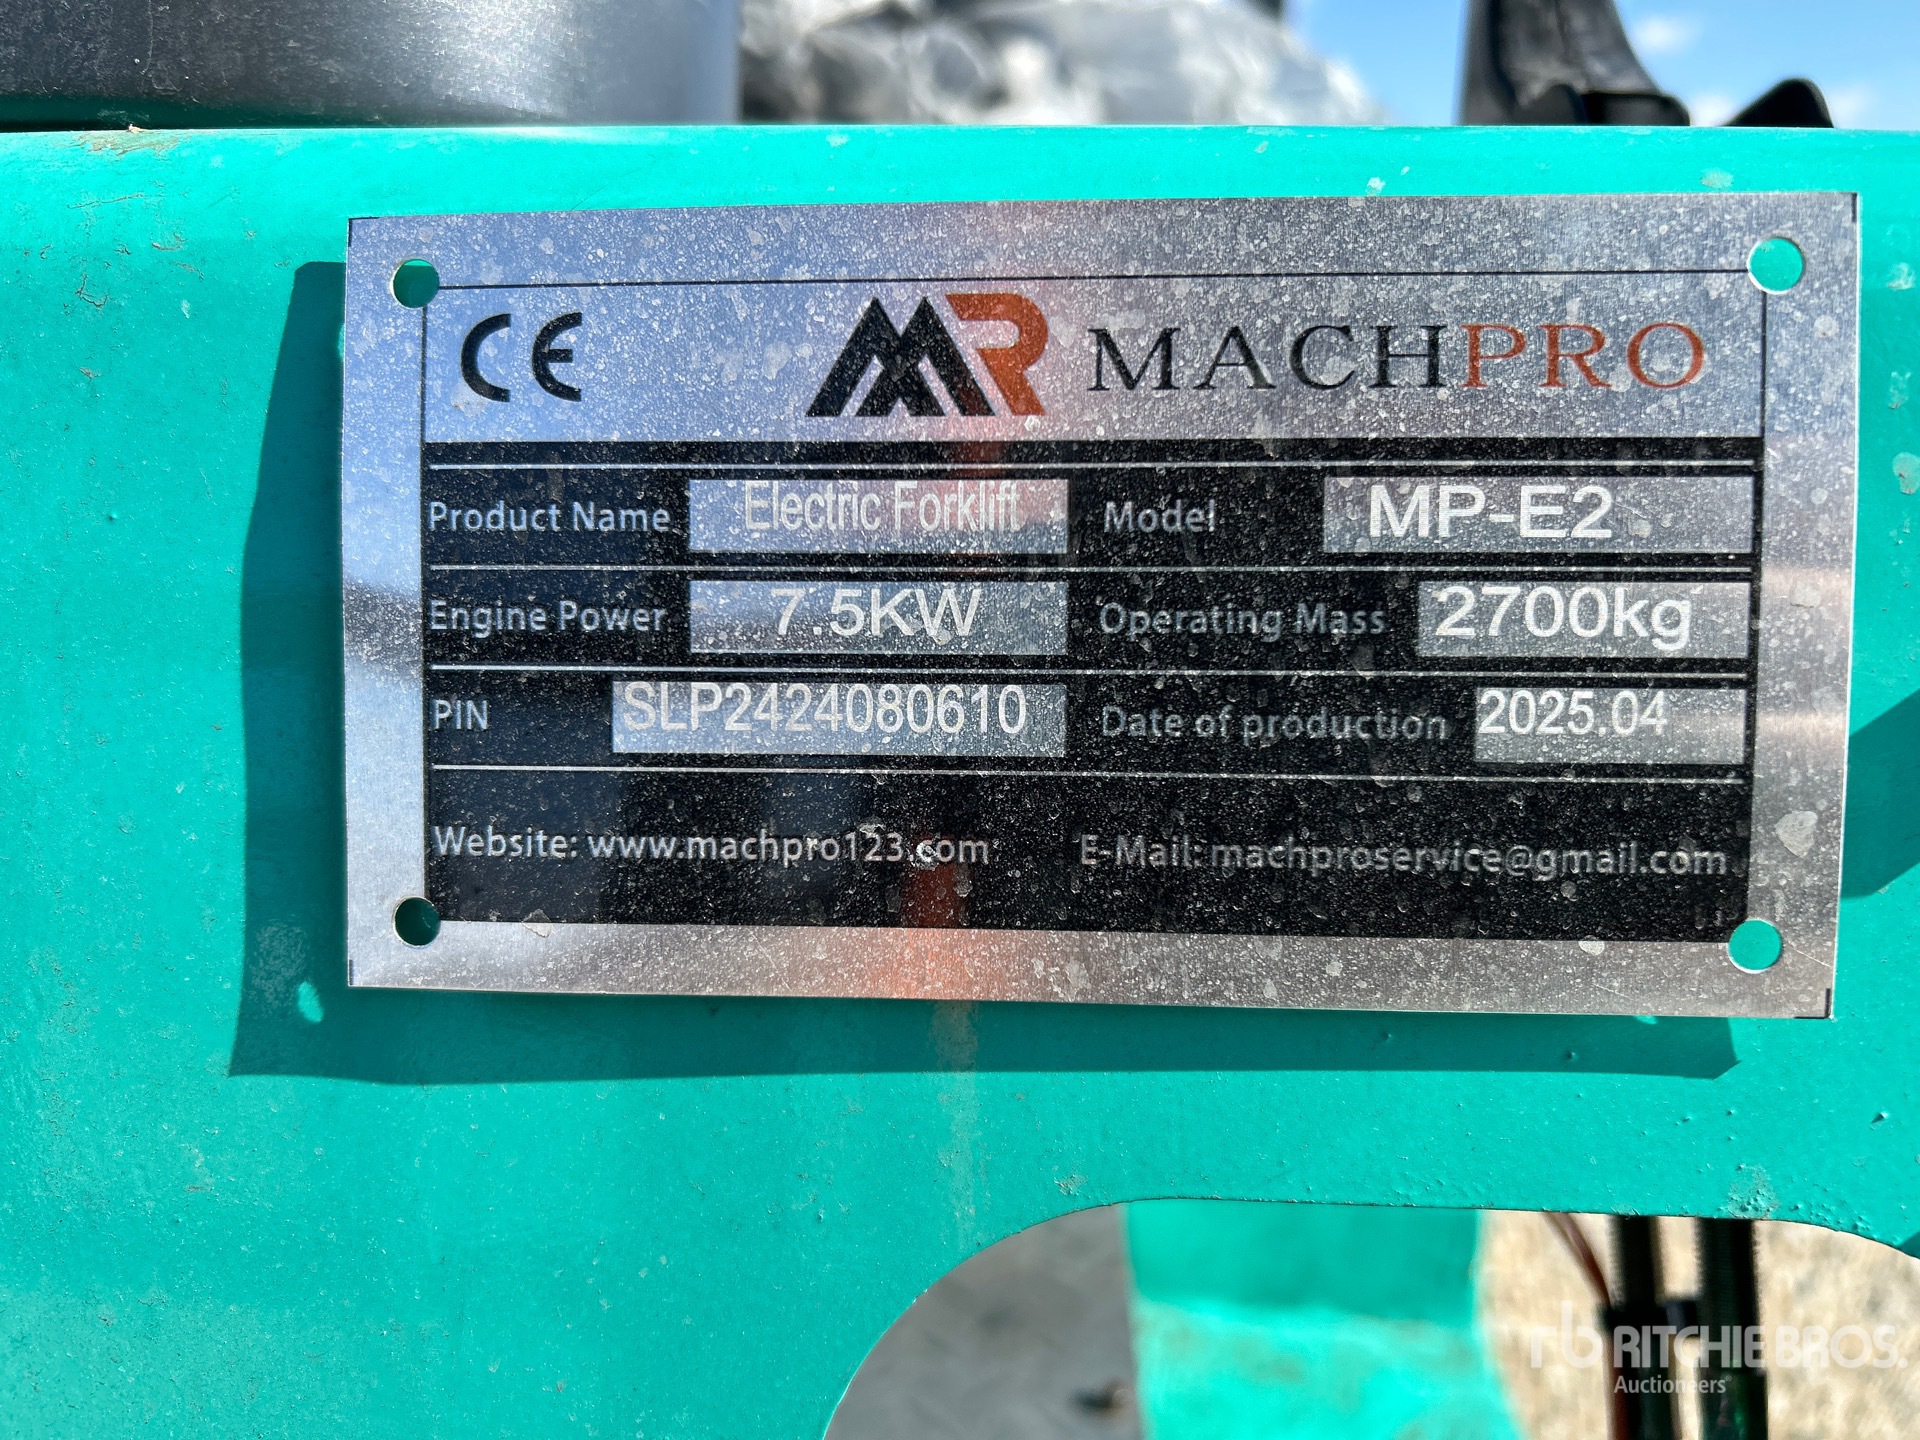 CE MR MACHPRO
Product Name Electric Forklift Model MP-E2
Engine Power 7.5KW Operating Mass 2700kg
PIN SLP2424080610 Date of production 2025.04
Website: www.machpro123.com E-Mail: machproservice@gmail.com
rb RITCHIE BROS.
Auctioneers